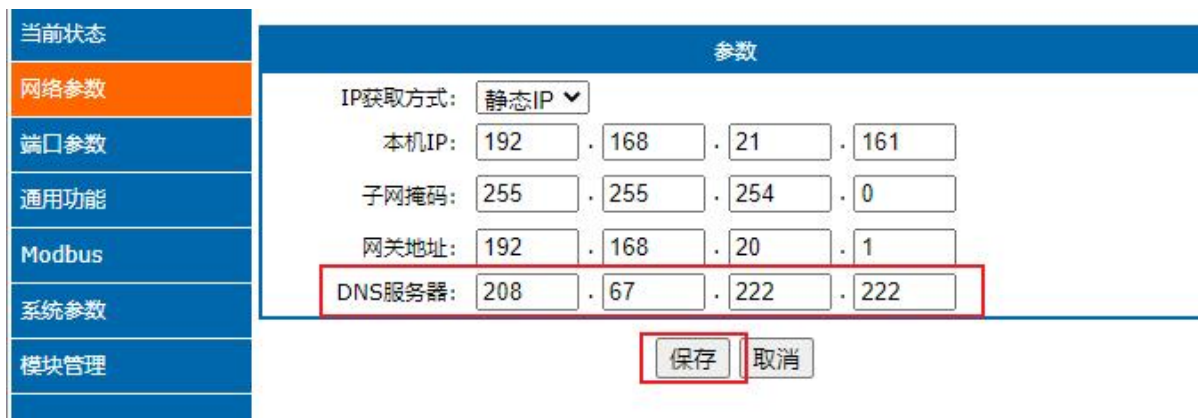 当前状态
网络参数
端口参数
通用功能
Modbus
系统参数
模块管理
参数
IP获取方式: 静态IP
本机IP: 192 . 168 . 21 . 161
子网掩码: 255 . 255 . 254 . 0
网关地址: 192 . 168 . 20 . 1
DNS服务器: 208 . 67 . 222 . 222
保存 取消